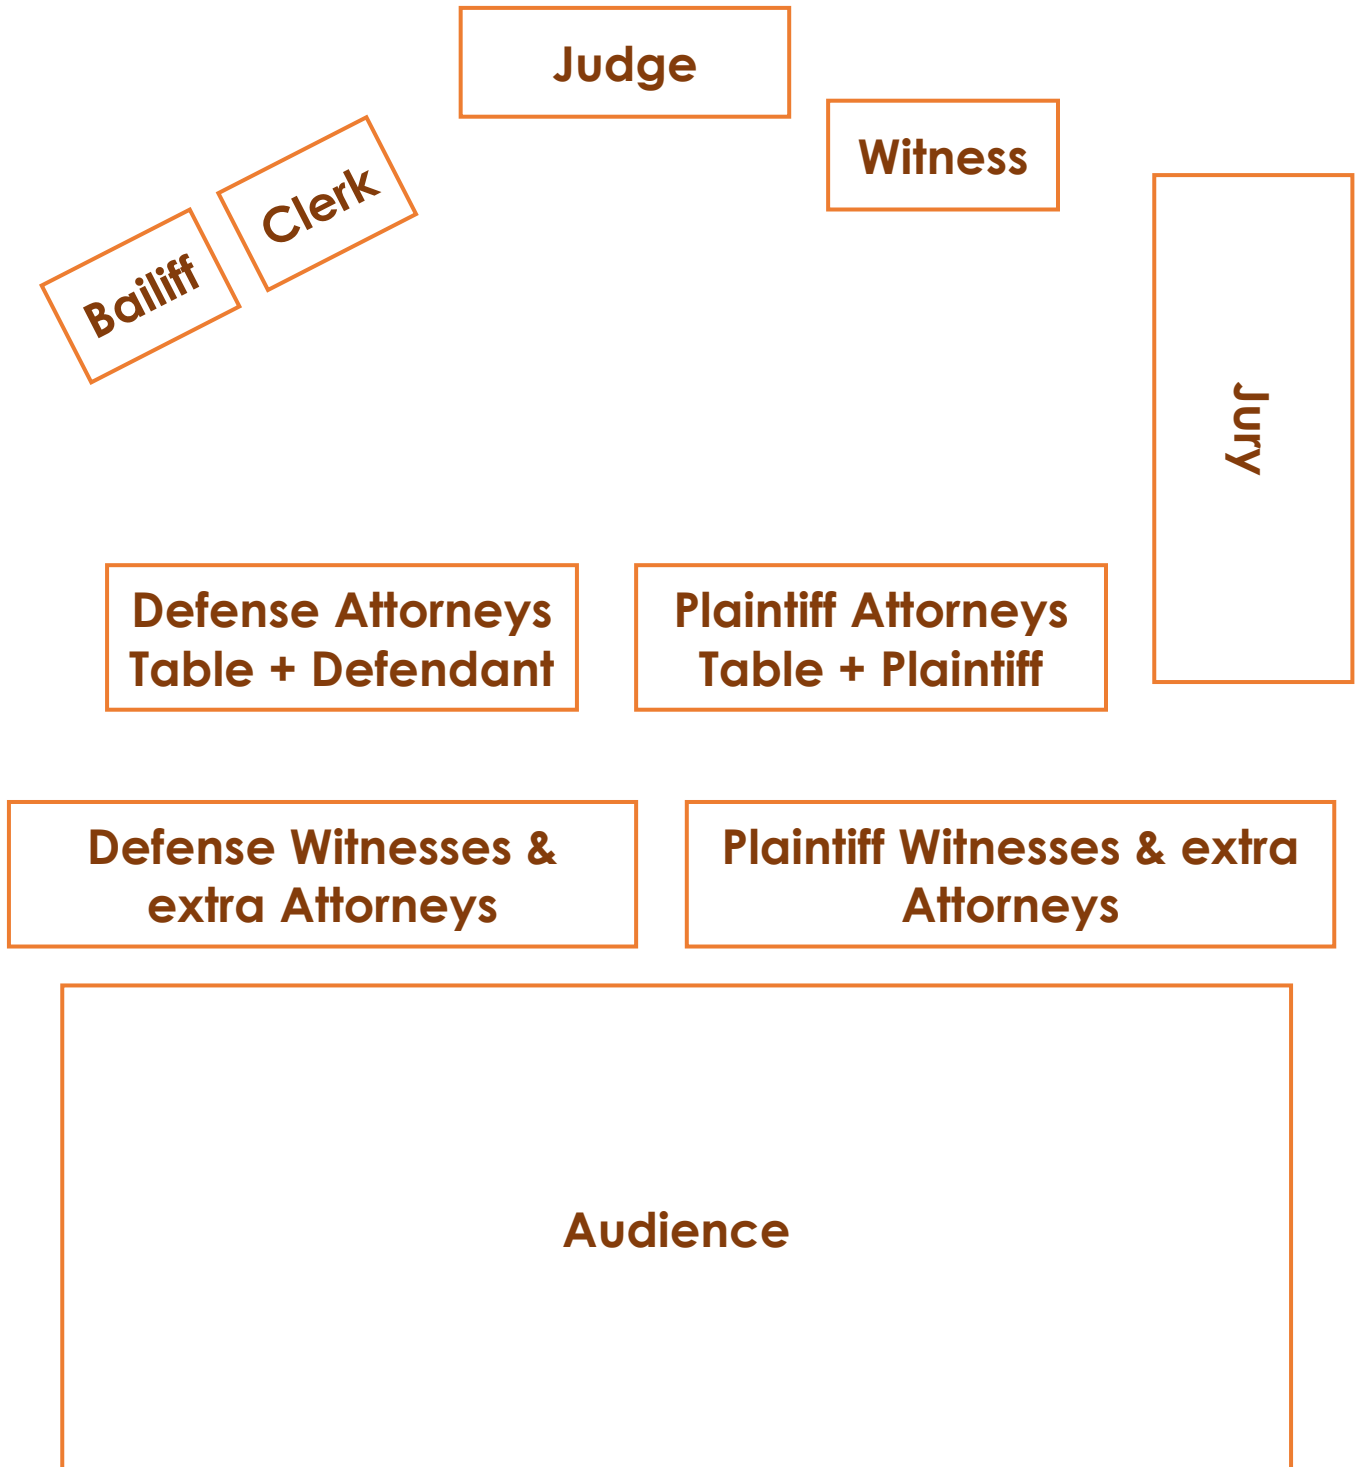 Judge
Witness
Clerk
Bailiff
Jury
Defense Attorneys
Table + Defendant
Plaintiff Attorneys
Table + Plaintiff
Defense Witnesses &
extra Attorneys
Plaintiff Witnesses & extra
Attorneys
Audience